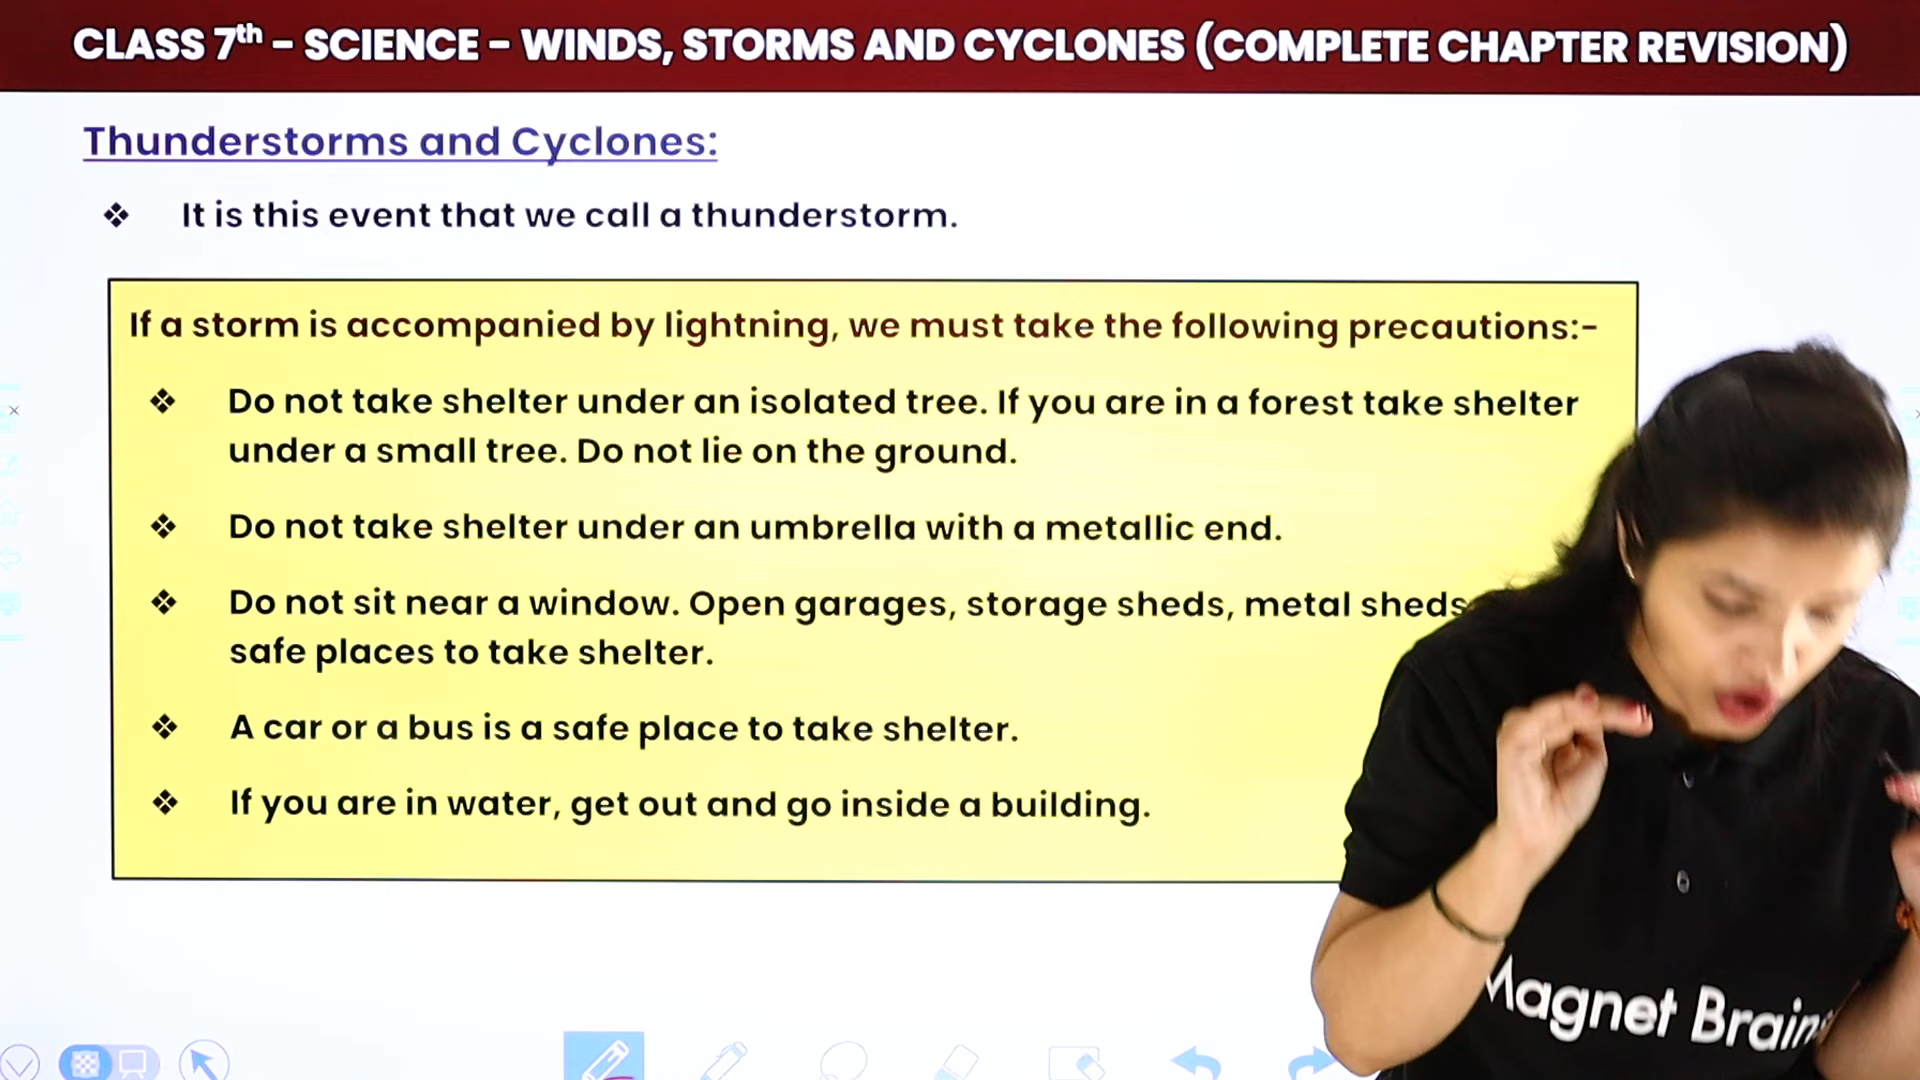 CLASS 7th - SCIENCE - WINDS, STORMS AND CYCLONES (COMPLETE CHAPTER REVISION)
Thunderstorms and Cyclones:
❖ It is this event that we call a thunderstorm.
If a storm is accompanied by lightning, we must take the following precautions:-
❖ Do not take shelter under an isolated tree. If you are in a forest take shelter
under a small tree. Do not lie on the ground.
❖ Do not take shelter under an umbrella with a metallic end.
❖ Do not sit near a window. Open garages, storage sheds, metal sheds
safe places to take shelter.
❖ A car or a bus is a safe place to take shelter.
❖ If you are in water, get out and go inside a building.
Magnet Brains